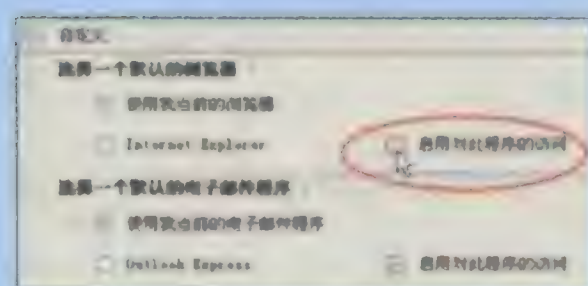 自定义
选择一个默认的浏览器：
使用我当前的浏览器
Internet Explorer 启用对此程序的访问
选择一个默认的电子邮件程序：
使用我当前的电子邮件程序
Outlook Express 启用对此程序的访问